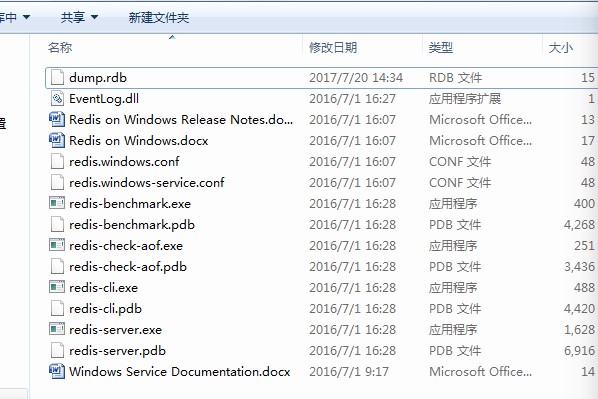 库中 共享 新建文件夹
名称 修改日期 类型 大小
dump.rdb 2017/7/20 14:34 RDB 文件 15
EventLog.dll 2016/7/1 16:27 应用程序扩展 1
置
Redis on Windows Release Notes.do... 2016/7/1 16:07 Microsoft Office... 13
Redis on Windows.docx 2016/7/1 16:07 Microsoft Office... 17
redis.windows.conf 2016/7/1 16:07 CONF 文件 48
redis.windows-service.conf 2016/7/1 16:07 CONF 文件 48
redis-benchmark.exe 2016/7/1 16:28 应用程序 400
redis-benchmark.pdb 2016/7/1 16:28 PDB 文件 4,268
redis-check-aof.exe 2016/7/1 16:28 应用程序 251
redis-check-aof.pdb 2016/7/1 16:28 PDB 文件 3,436
redis-cli.exe 2016/7/1 16:28 应用程序 488
redis-cli.pdb 2016/7/1 16:28 PDB 文件 4,420
redis-server.exe 2016/7/1 16:28 应用程序 1,628
redis-server.pdb 2016/7/1 16:28 PDB 文件 6,916
Windows Service Documentation.docx 2016/7/1 9:17 Microsoft Office... 14